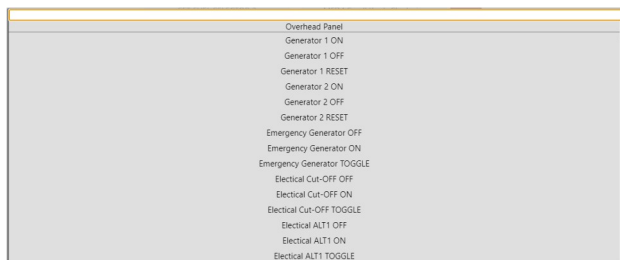 Overhead Panel
Generator 1 ON
Generator 1 OFF
Generator 1 RESET
Generator 2 ON
Generator 2 OFF
Generator 2 RESET
Emergency Generator OFF
Emergency Generator ON
Emergency Generator TOGGLE
Electical Cut-OFF OFF
Electical Cut-OFF ON
Electical Cut-OFF TOGGLE
Electical ALT1 OFF
Electical ALT1 ON
Electical ALT1 TOGGLE